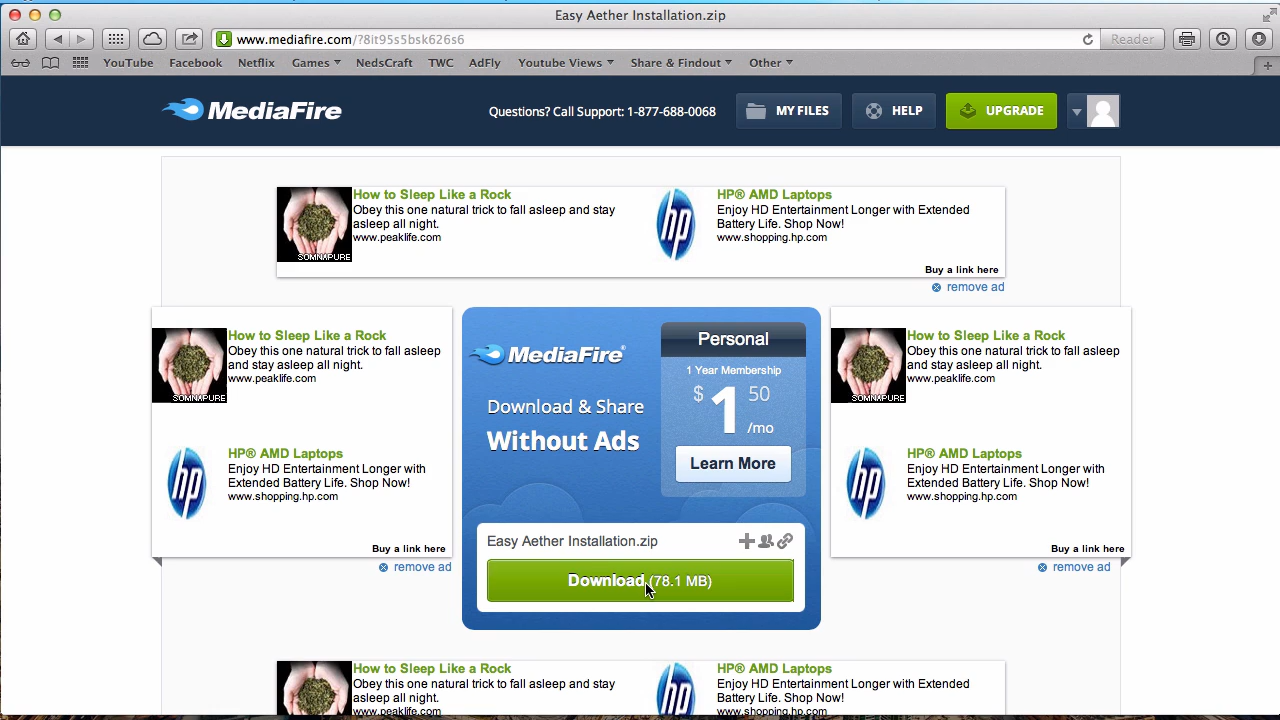 Easy Aether Installation.zip
www.mediafire.com/?8it95s5bsk626s6
Reader
YouTube Facebook Netflix Games NedsCraft TWC AdFly Youtube Views Share & Findout Other
MediaFire
Questions? Call Support: 1-877-688-0068
MY FILES
HELP
UPGRADE
How to Sleep Like a Rock
Obey this one natural trick to fall asleep and stay
asleep all night.
www.peaklife.com
SOMNAPURE
HP® AMD Laptops
Enjoy HD Entertainment Longer with Extended
Battery Life. Shop Now!
www.shopping.hp.com
hp
Buy a link here
remove ad
How to Sleep Like a Rock
Obey this one natural trick to fall asleep
and stay asleep all night.
www.peaklife.com
SOMNAPURE
HP® AMD Laptops
Enjoy HD Entertainment Longer with
Extended Battery Life. Shop Now!
www.shopping.hp.com
hp
Buy a link here
remove ad
MediaFire
Download & Share
Without Ads
Personal
1 Year Membership
$1 50
/mo
Learn More
Easy Aether Installation.zip
Download (78.1 MB)
How to Sleep Like a Rock
Obey this one natural trick to fall asleep
and stay asleep all night.
www.peaklife.com
SOMNAPURE
HP® AMD Laptops
Enjoy HD Entertainment Longer with
Extended Battery Life. Shop Now!
www.shopping.hp.com
hp
Buy a link here
remove ad
How to Sleep Like a Rock
Obey this one natural trick to fall asleep and stay
asleep all night.
www.peaklife.com
HP® AMD Laptops
Enjoy HD Entertainment Longer with Extended
Battery Life. Shop Now!
www.shopping.hp.com
hp